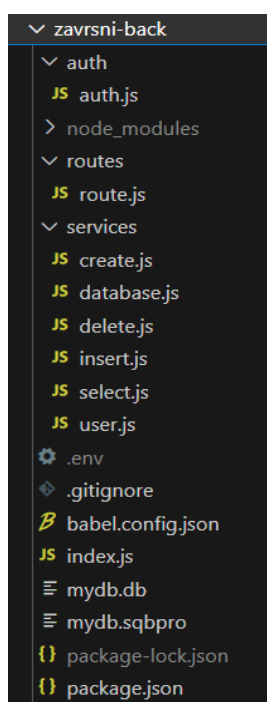 zavrsni-back
auth
JS auth.js
node_modules
routes
JS route.js
services
JS create.js
JS database.js
JS delete.js
JS insert.js
JS select.js
JS user.js
.env
.gitignore
B babel.config.json
JS index.js
mydb.db
mydb.sqbpro
{} package-lock.json
{} package.json